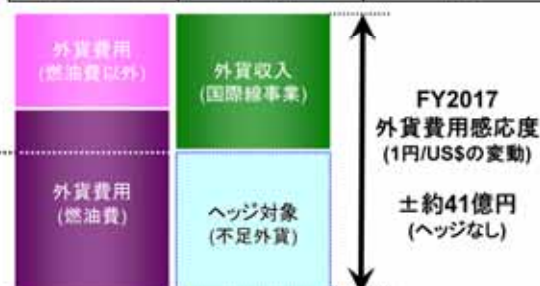 外貨費用
(燃油費以外)
外貨収入
(国際線事業)
外貨費用
(燃油費)
ヘッジ対象
(不足外貨)
FY2017
外貨費用感応度
(1円/US$の変動)
±約41億円
(ヘッジなし)